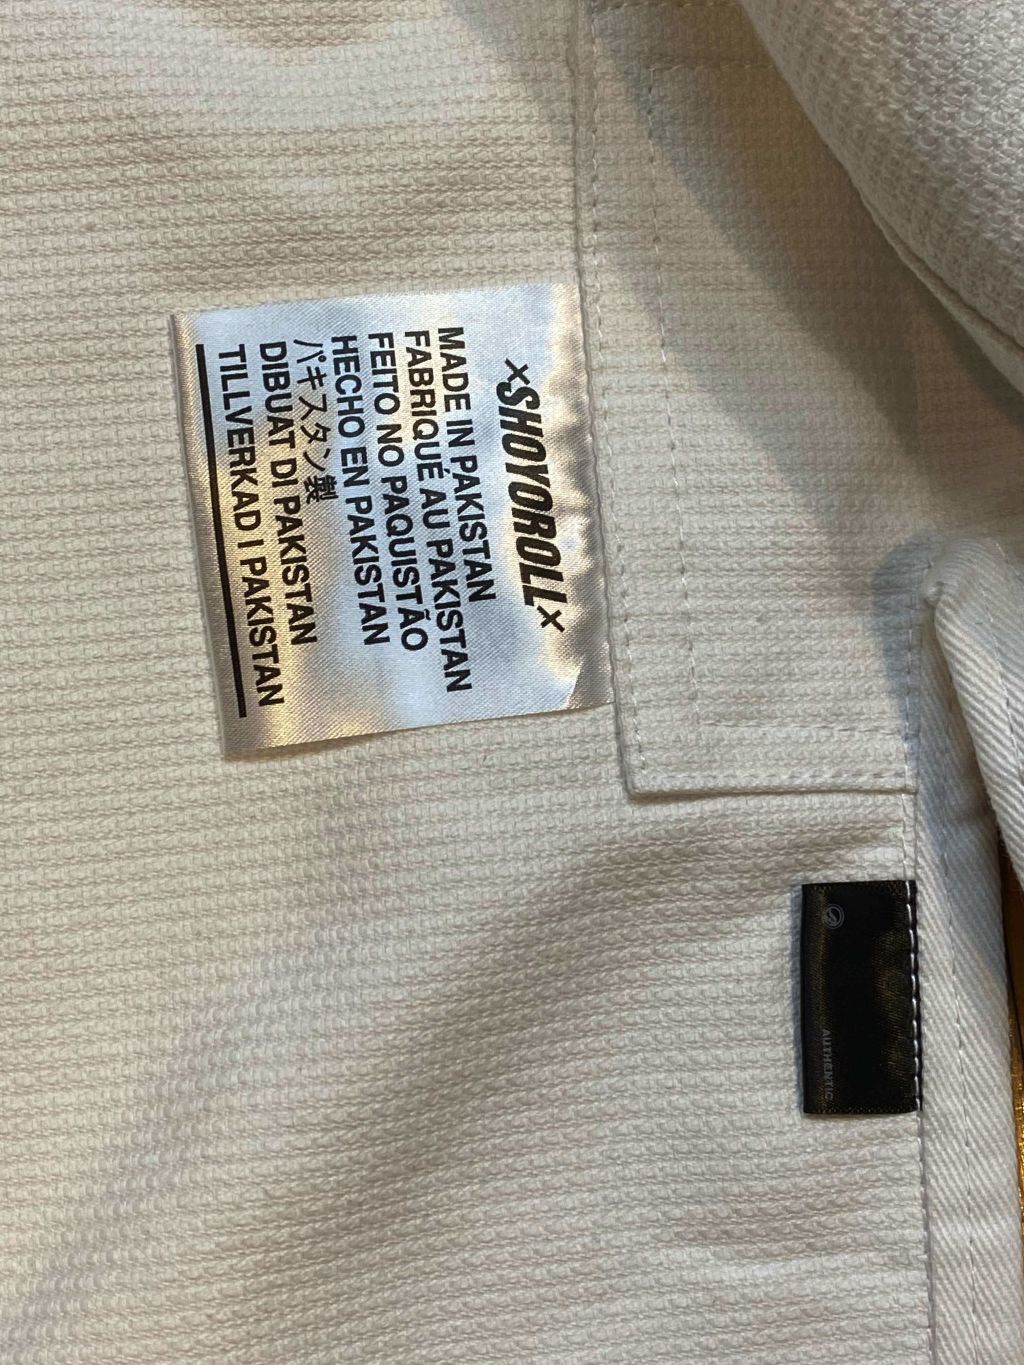 ×SHOYOROLL×
MADE IN PAKISTAN
FABRIQUÉ AU PAKISTAN
FEITO NO PAQUISTÃO
HECHO EN PAKISTAN
パキスタン製
DIBUAT DI PAKISTAN
TILLVERKAD I PAKISTAN
AUTHENTIC